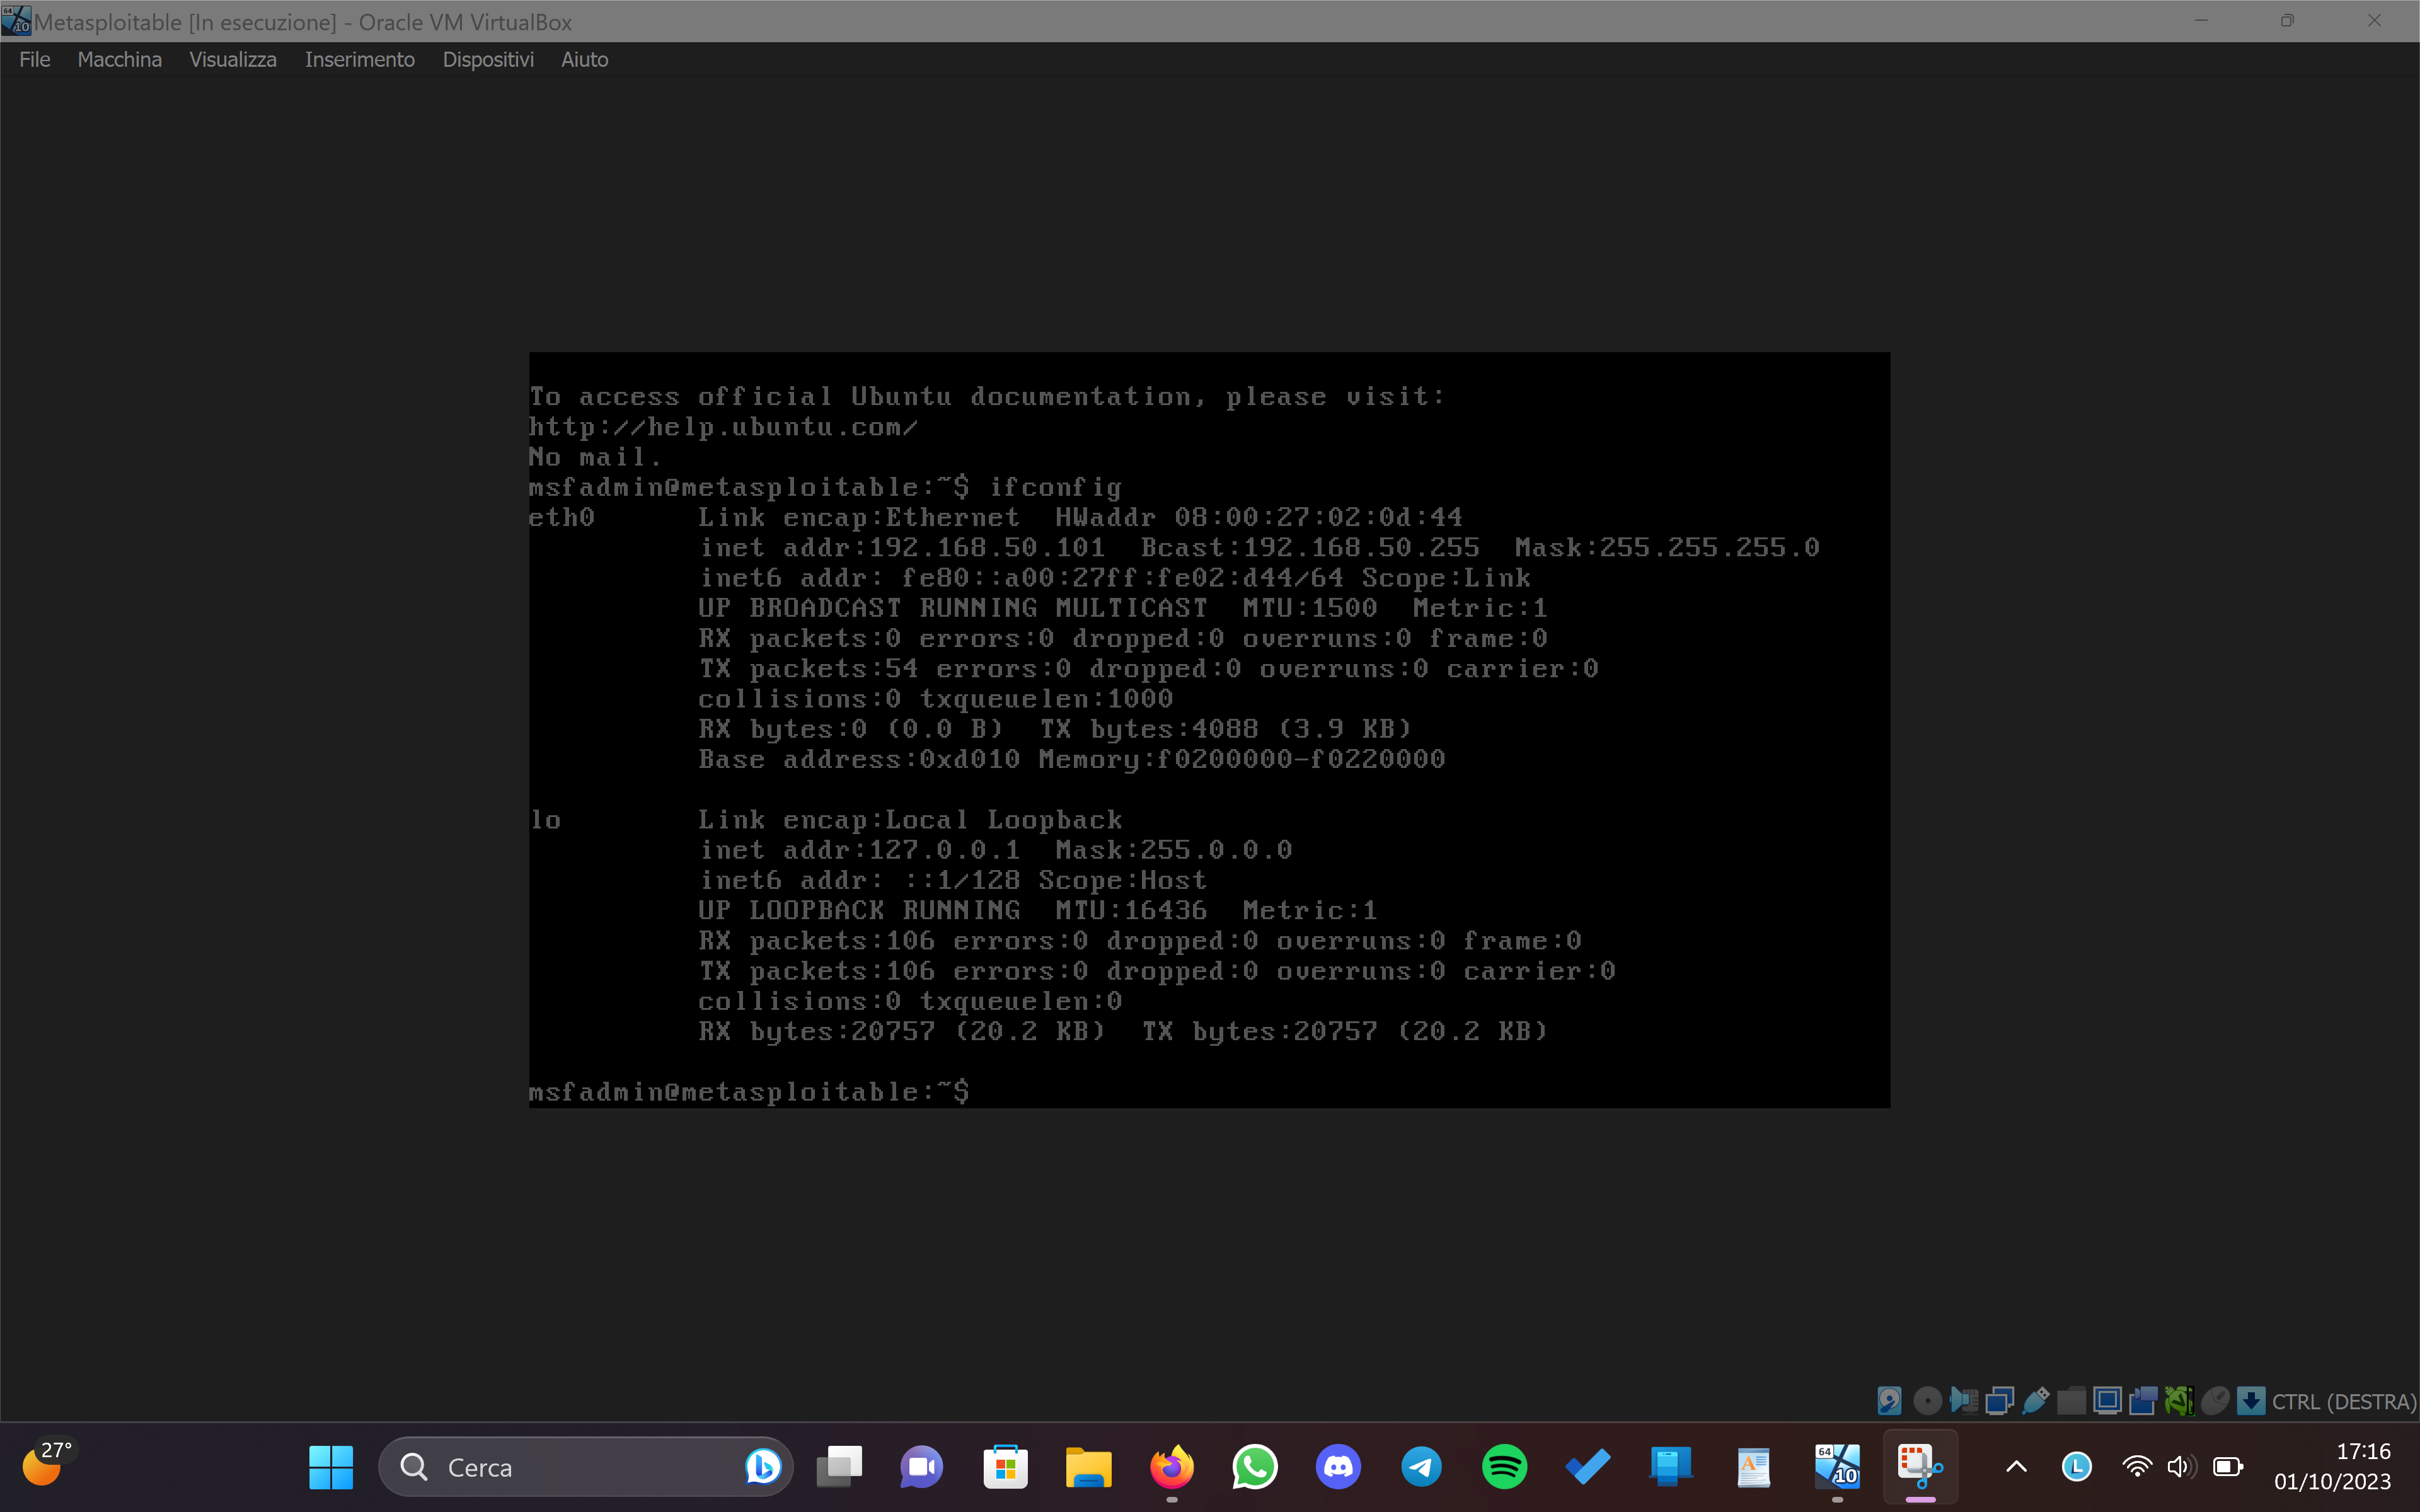 Metasploitable [In esecuzione] - Oracle VM VirtualBox
File Macchina Visualizza Inserimento Dispositivi Aiuto
To access official Ubuntu documentation, please visit:
http://help.ubuntu.com/
No mail.
msfadmin@metasploitable:~$ ifconfig
eth0 Link encap:Ethernet HWaddr 08:00:27:02:0d:44
inet addr:192.168.50.101 Bcast:192.168.50.255 Mask:255.255.255.0
inet6 addr: fe80::a00:27ff:fe02:d44/64 Scope:Link
UP BROADCAST RUNNING MULTICAST MTU:1500 Metric:1
RX packets:0 errors:0 dropped:0 overruns:0 frame:0
TX packets:54 errors:0 dropped:0 overruns:0 carrier:0
collisions:0 txqueuelen:1000
RX bytes:0 (0.0 B) TX bytes:4088 (3.9 KB)
Base address:0xd010 Memory:f0200000-f0220000
lo Link encap:Local Loopback
inet addr:127.0.0.1 Mask:255.0.0.0
inet6 addr: ::1/128 Scope:Host
UP LOOPBACK RUNNING MTU:16436 Metric:1
RX packets:106 errors:0 dropped:0 overruns:0 frame:0
TX packets:106 errors:0 dropped:0 overruns:0 carrier:0
collisions:0 txqueuelen:0
RX bytes:20757 (20.2 KB) TX bytes:20757 (20.2 KB)
msfadmin@metasploitable:~$
CTRL (DESTRA)
27°
Cerca
64
10
L
17:16
01/10/2023